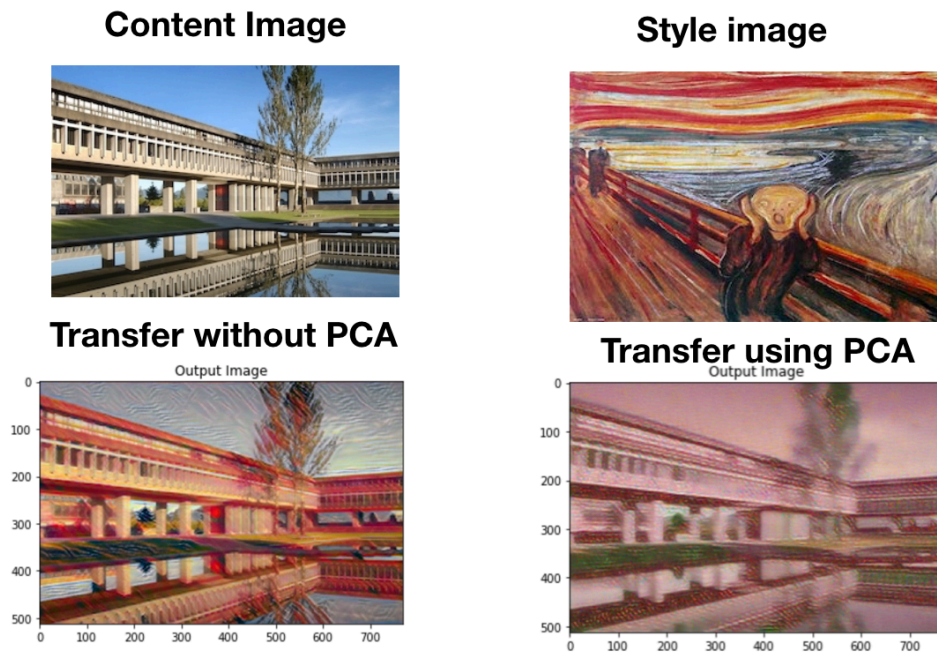 Content Image
Style image
Transfer without PCA
Transfer using PCA
Output Image
Output Image
0
100
200
300
400
500
0 100 200 300 400 500 600 700
0
100
200
300
400
500
0 100 200 300 400 500 600 700